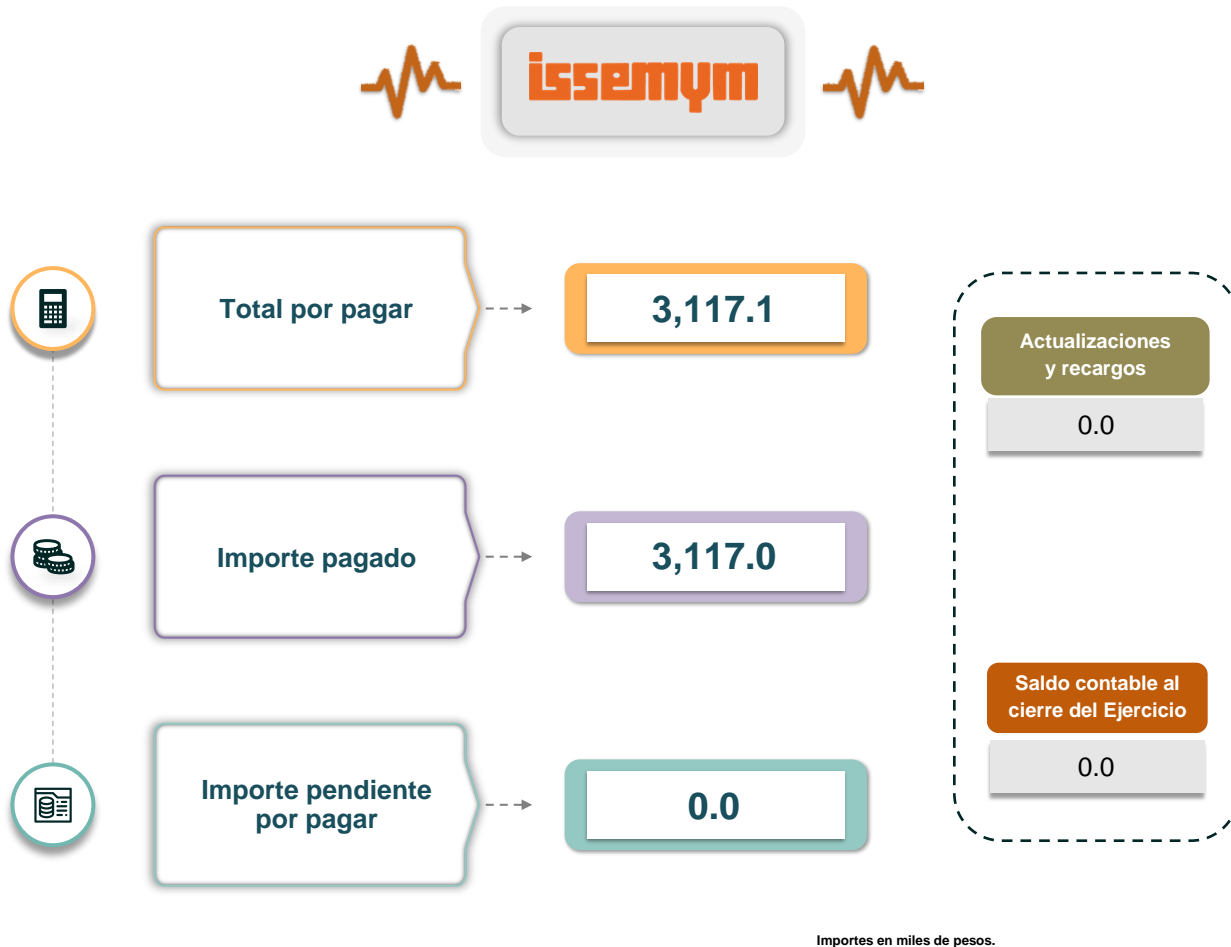 issemym
Total por pagar
3,117.1
Actualizaciones
y recargos
0.0
Importe pagado
3,117.0
Saldo contable al
cierre del Ejercicio
0.0
Importe pendiente
por pagar
0.0
Importes en miles de pesos.